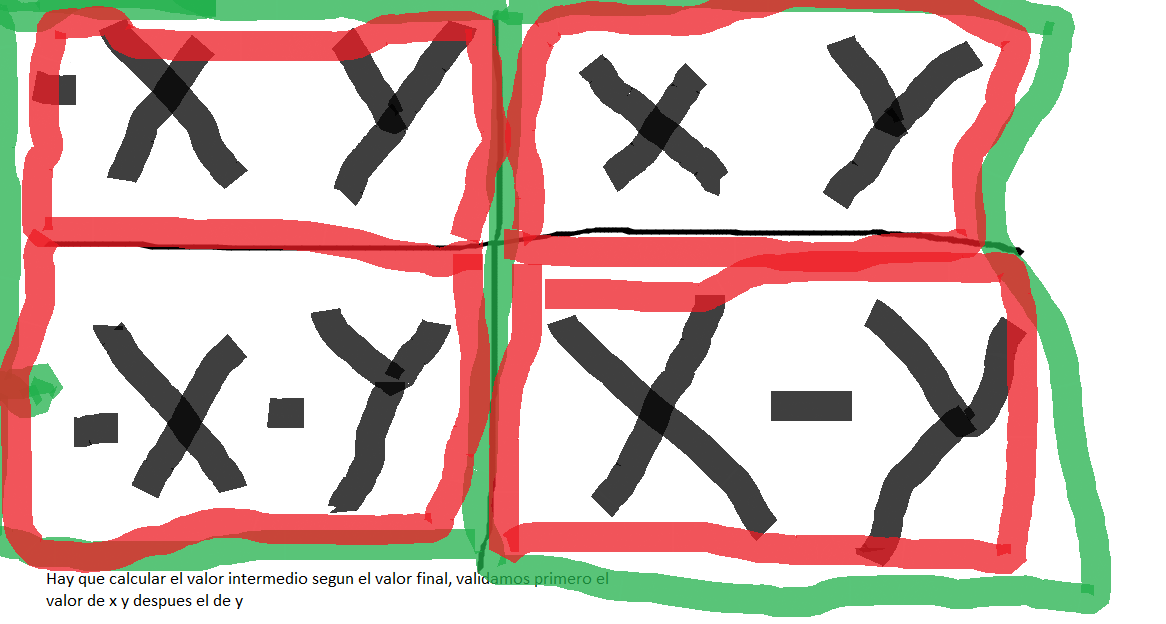 - X Y
X Y
- X - Y
X - Y
Hay que calcular el valor intermedio segun el valor final, validamos primero el
valor de x y despues el de y